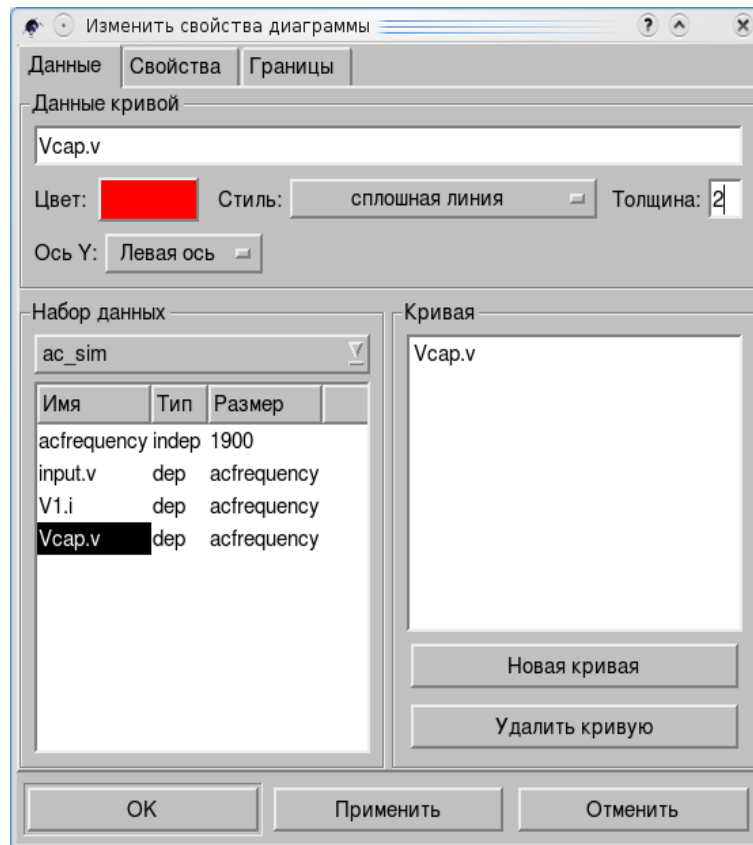 Изменить свойства диаграммы
Данные Свойства Границы
Данные кривой
Vcap.v
Цвет: Стиль: сплошная линия Толщина: 2
Ось Y: Левая ось
Набор данных
ac_sim
Имя Тип Размер
acfrequency indep 1900
input.v dep acfrequency
V1.i dep acfrequency
Vcap.v dep acfrequency
Кривая
Vcap.v
Новая кривая
Удалить кривую
OK Применить Отменить